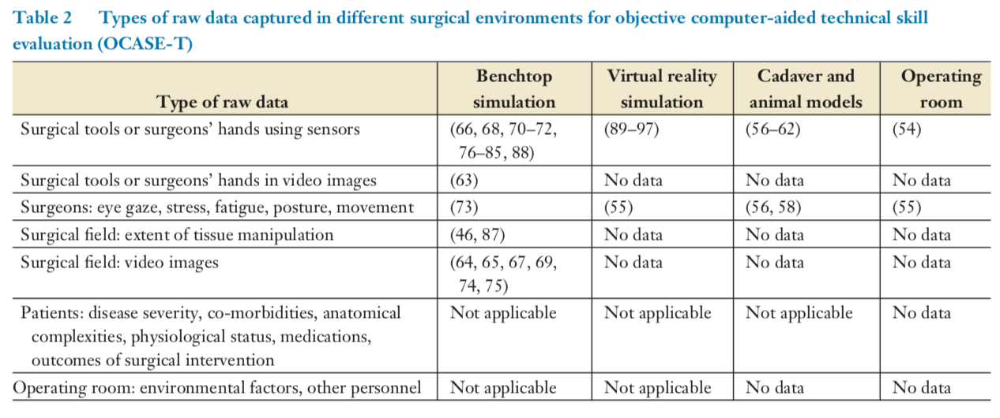 Table 2 Types of raw data captured in different surgical environments for objective computer-aided technical skill
evaluation (OCASE-T)
Type of raw data Benchtop simulation Virtual reality simulation Cadaver and animal models Operating room
Surgical tools or surgeons’ hands using sensors (66, 68, 70–72, 76–85, 88) (89–97) (56–62) (54)
Surgical tools or surgeons’ hands in video images (63) No data No data No data
Surgeons: eye gaze, stress, fatigue, posture, movement (73) (55) (56, 58) (55)
Surgical field: extent of tissue manipulation (46, 87) No data No data No data
Surgical field: video images (64, 65, 67, 69, 74, 75) No data No data No data
Patients: disease severity, co-morbidities, anatomical Not applicable Not applicable Not applicable No data
complexities, physiological status, medications,
outcomes of surgical intervention
Operating room: environmental factors, other personnel Not applicable Not applicable No data No data